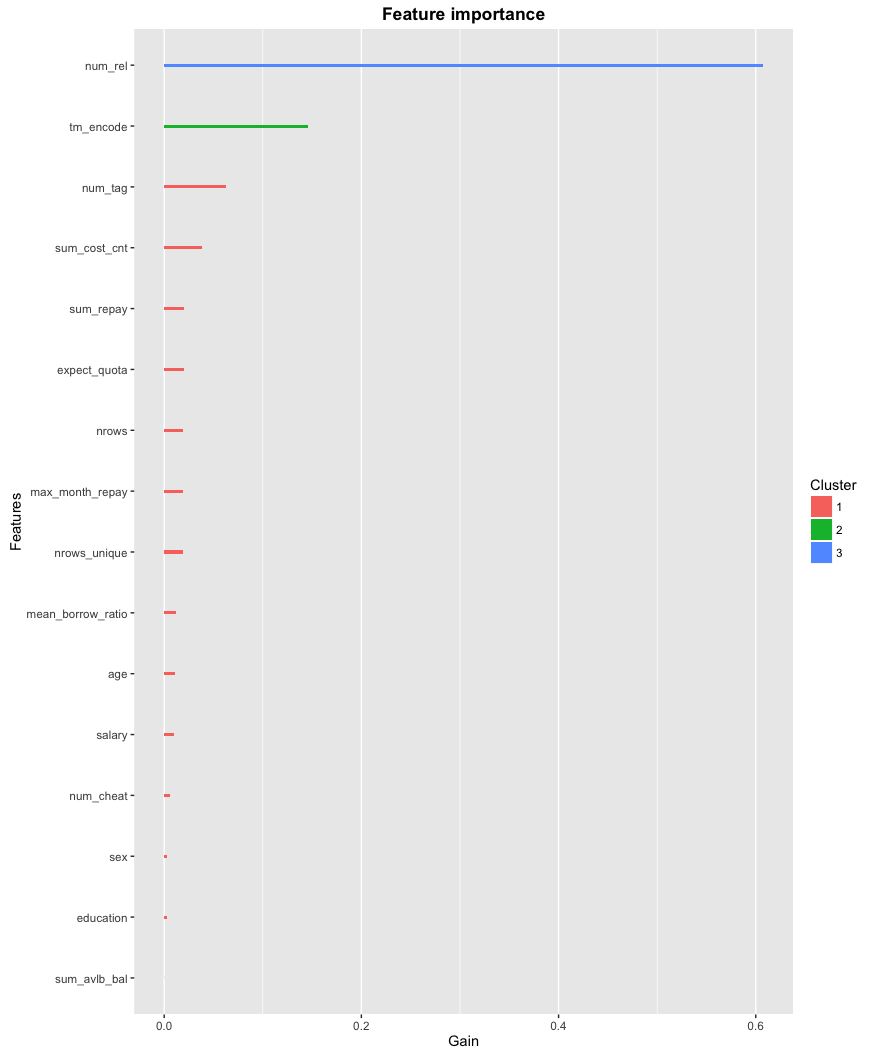 Feature importance
Features
num_rel
tm_encode
num_tag
sum_cost_cnt
sum_repay
expect_quota
nrows
max_month_repay
nrows_unique
mean_borrow_ratio
age
salary
num_cheat
sex
education
sum_avlb_bal
0.0 0.2 0.4 0.6
Gain
Cluster
1
2
3